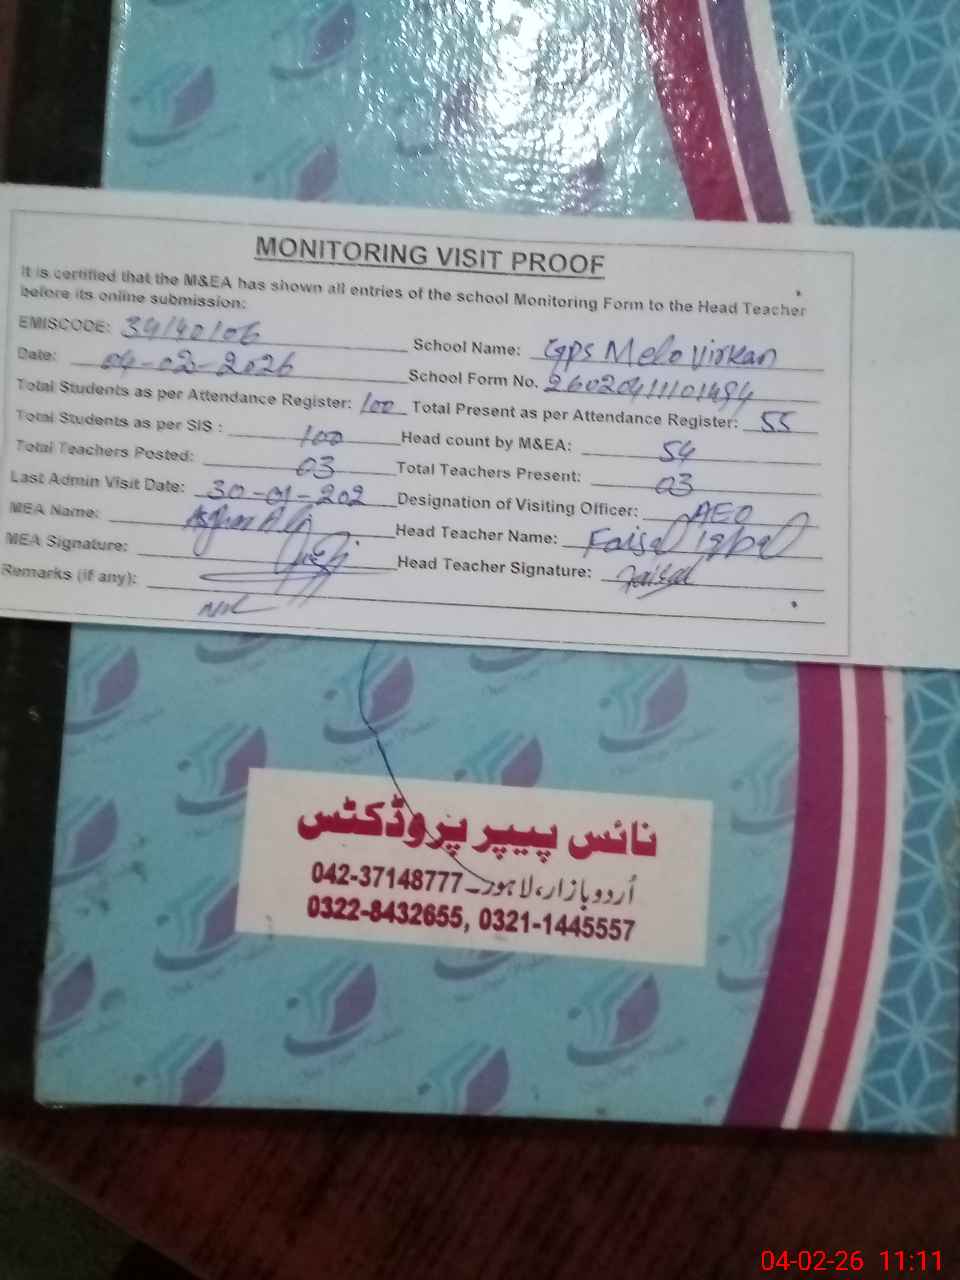 MONITORING VISIT PROOF
It is certified that the M&EA has shown all entries of the school Monitoring Form to the Head Teacher
before its online submission:
EMISCODE: 34140106 School Name: Gps Melo Virkan
Date: 04-02-2026 School Form No. 26020411101494
Total Students as per Attendance Register: 100 Total Present as per Attendance Register: 55
Total Students as per SIS : 100 Head count by M&EA: 54
Total Teachers Posted: 03 Total Teachers Present: 03
Last Admin Visit Date: 30-01-202 Designation of Visiting Officer: AEO
MEA Name: Head Teacher Name: Faisal Iqbal
MEA Signature: Head Teacher Signature: Faisal
Remarks (if any): Nil
نائس پیپر پروڈکٹس
اُردو بازار، لاہور۔ 042-37148777
0322-8432655, 0321-1445557
04-02-26 11:11